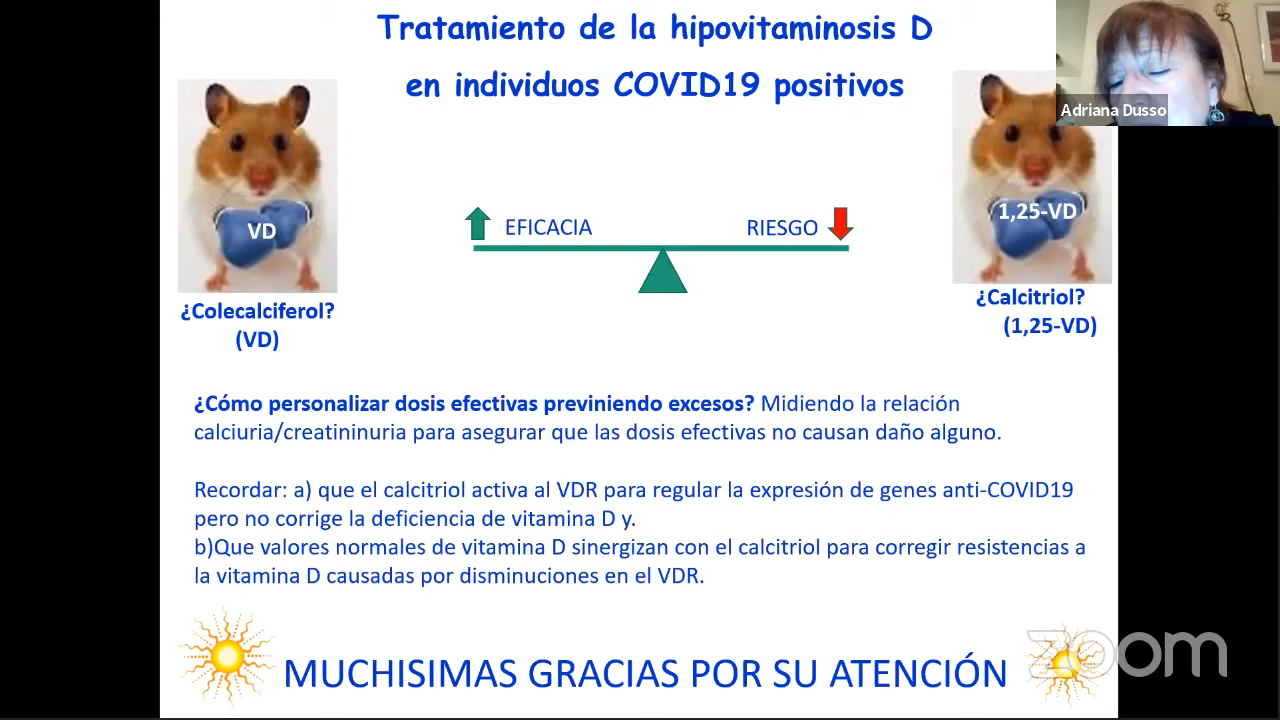 Tratamiento de la hipovitaminosis D
en individuos COVID19 positivos
Adriana Dusso
VD
1,25-VD
EFICACIA
RIESGO
¿Colecalciferol?
(VD)
¿Calcitriol?
(1,25-VD)
¿Cómo personalizar dosis efectivas previniendo excesos? Midiendo la relación
calciuria/creatininuria para asegurar que las dosis efectivas no causan daño alguno.
Recordar: a) que el calcitriol activa al VDR para regular la expresión de genes anti-COVID19
pero no corrige la deficiencia de vitamina D y.
b)Que valores normales de vitamina D sinergizan con el calcitriol para corregir resistencias a
la vitamina D causadas por disminuciones en el VDR.
MUCHISIMAS GRACIAS POR SU ATENCIÓN
zoom